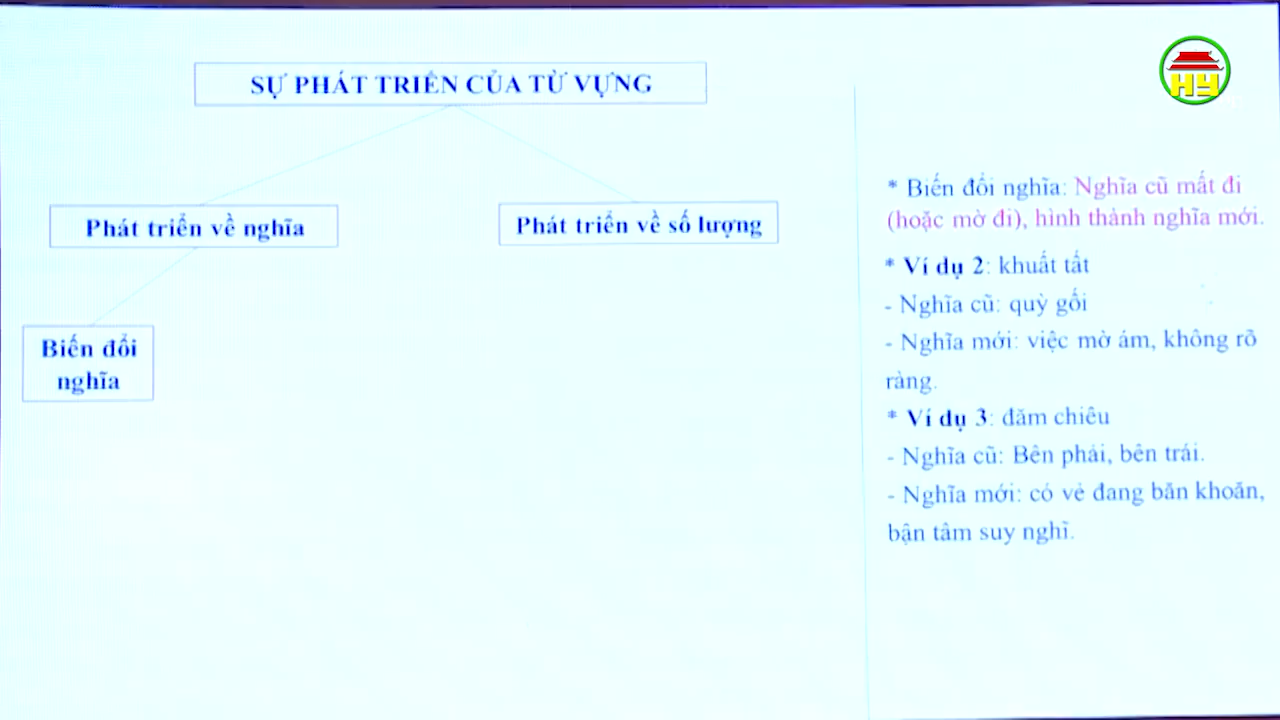 SỰ PHÁT TRIỂN CỦA TỪ VỰNG
Phát triển về nghĩa
Phát triển về số lượng
Biến đổi
nghĩa
HY
* Biến đổi nghĩa: Nghĩa cũ mất đi
(hoặc mờ đi), hình thành nghĩa mới.
* Ví dụ 2: khuất tất
- Nghĩa cũ: quỳ gối
- Nghĩa mới: việc mờ ám, không rõ
ràng.
* Ví dụ 3: đăm chiêu
- Nghĩa cũ: Bên phải, bên trái.
- Nghĩa mới: có vẻ đang băn khoăn,
bận tâm suy nghĩ.